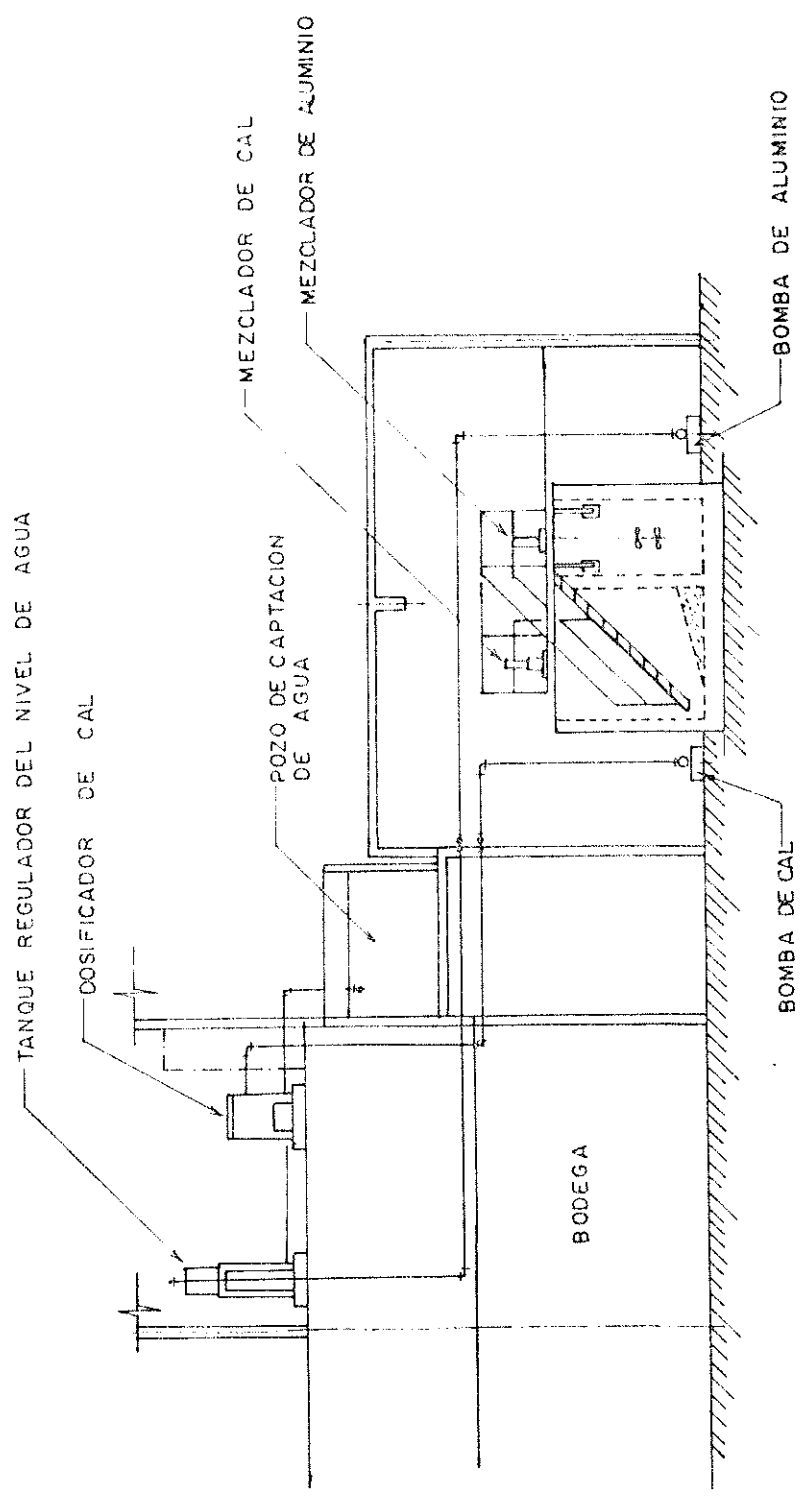 TANQUE REGULADOR DEL NIVEL DE AGUA
DOSIFICADOR DE CAL
POZO DE CAPTACION
DE AGUA
MEZCLADOR DE CAL
MEZCLADOR DE ALUMINIO
BODEGA
BOMBA DE CAL
BOMBA DE ALUMINIO